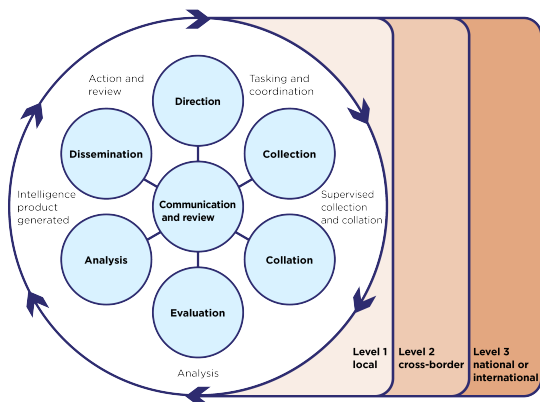 Action and
review
Tasking and
coordination
Direction
Dissemination
Collection
Intelligence
product
generated
Communication
and review
Supervised
collection
and collation
Analysis
Collation
Evaluation
Analysis
Level 1
local
Level 2
cross-border
Level 3
national or
international